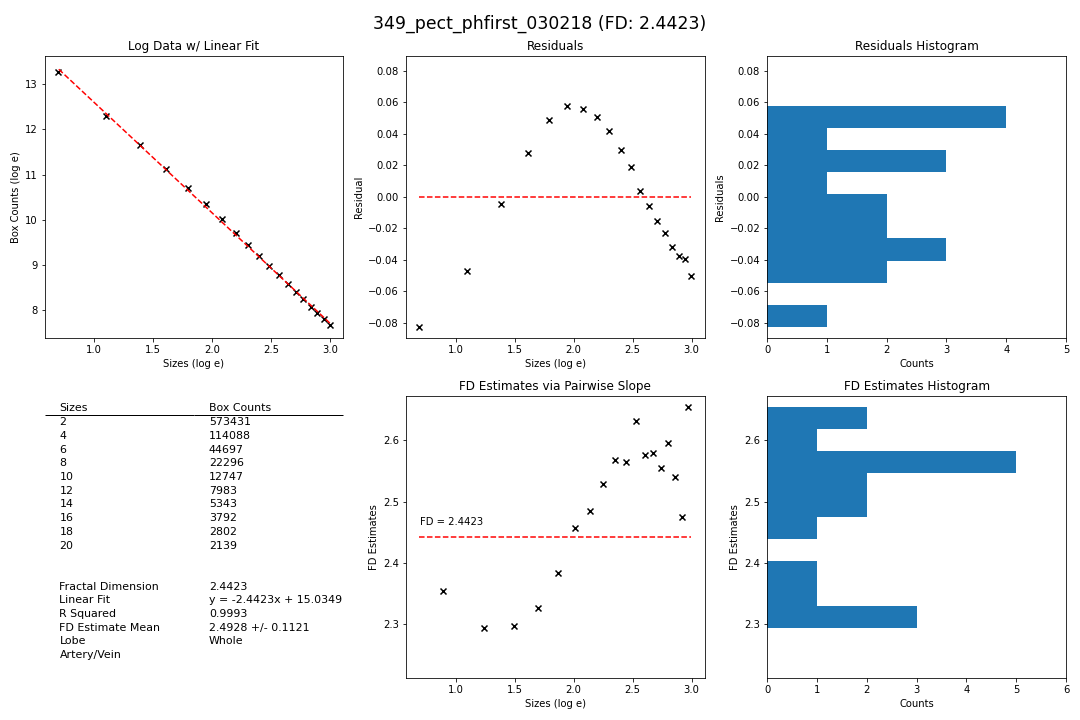 349_pect_phfirst_030218 (FD: 2.4423)
Log Data w/ Linear Fit
Box Counts (log e)
13
12
11
10
9
8
1.0 1.5 2.0 2.5 3.0
Sizes (log e)
Residuals
Residual
0.08
0.06
0.04
0.02
0.00
−0.02
−0.04
−0.06
−0.08
1.0 1.5 2.0 2.5 3.0
Sizes (log e)
Residuals Histogram
Residuals
0.08
0.06
0.04
0.02
0.00
−0.02
−0.04
−0.06
−0.08
0 1 2 3 4 5
Counts
Sizes Box Counts
2 573431
4 114088
6 44697
8 22296
10 12747
12 7983
14 5343
16 3792
18 2802
20 2139
Fractal Dimension 2.4423
Linear Fit y = -2.4423x + 15.0349
R Squared 0.9993
FD Estimate Mean 2.4928 +/- 0.1121
Lobe Whole
Artery/Vein
FD Estimates via Pairwise Slope
FD Estimates
2.6
2.5
2.4
2.3
FD = 2.4423
1.0 1.5 2.0 2.5 3.0
Sizes (log e)
FD Estimates Histogram
FD Estimates
2.6
2.5
2.4
2.3
0 1 2 3 4 5 6
Counts